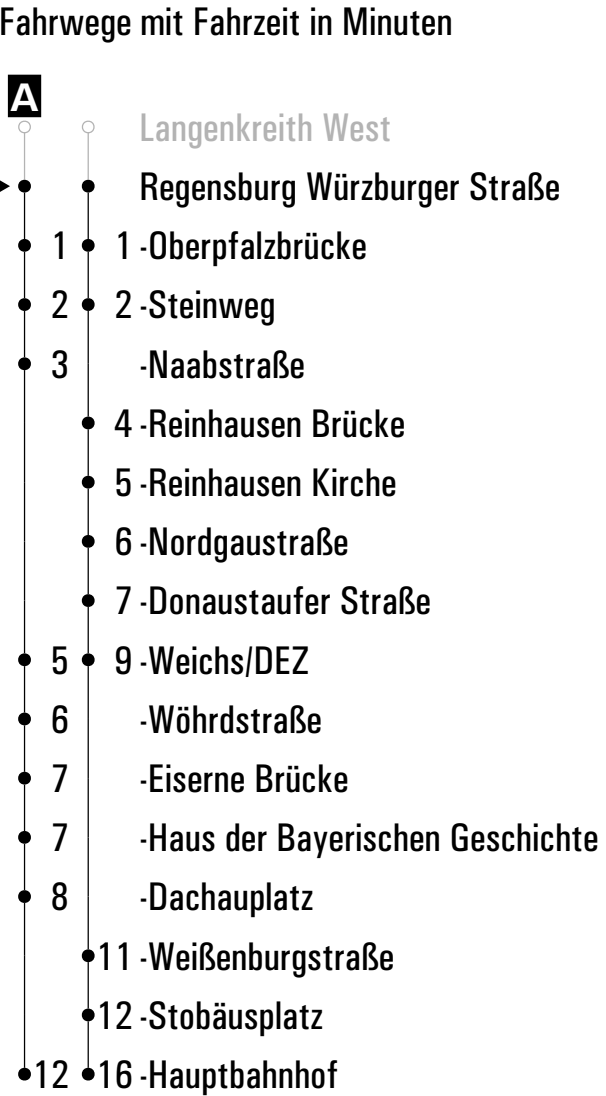 Fahrwege mit Fahrzeit in Minuten
A
Langenkreith West
Regensburg Würzburger Straße
1 1 -Oberpfalzbrücke
2 2 -Steinweg
3 -Naabstraße
4 -Reinhausen Brücke
5 -Reinhausen Kirche
6 -Nordgaustraße
7 -Donaustaufer Straße
5 9 -Weichs/DEZ
6 -Wöhrdstraße
7 -Eiserne Brücke
7 -Haus der Bayerischen Geschichte
8 -Dachauplatz
11 -Weißenburgstraße
12 -Stobäusplatz
12 16 -Hauptbahnhof